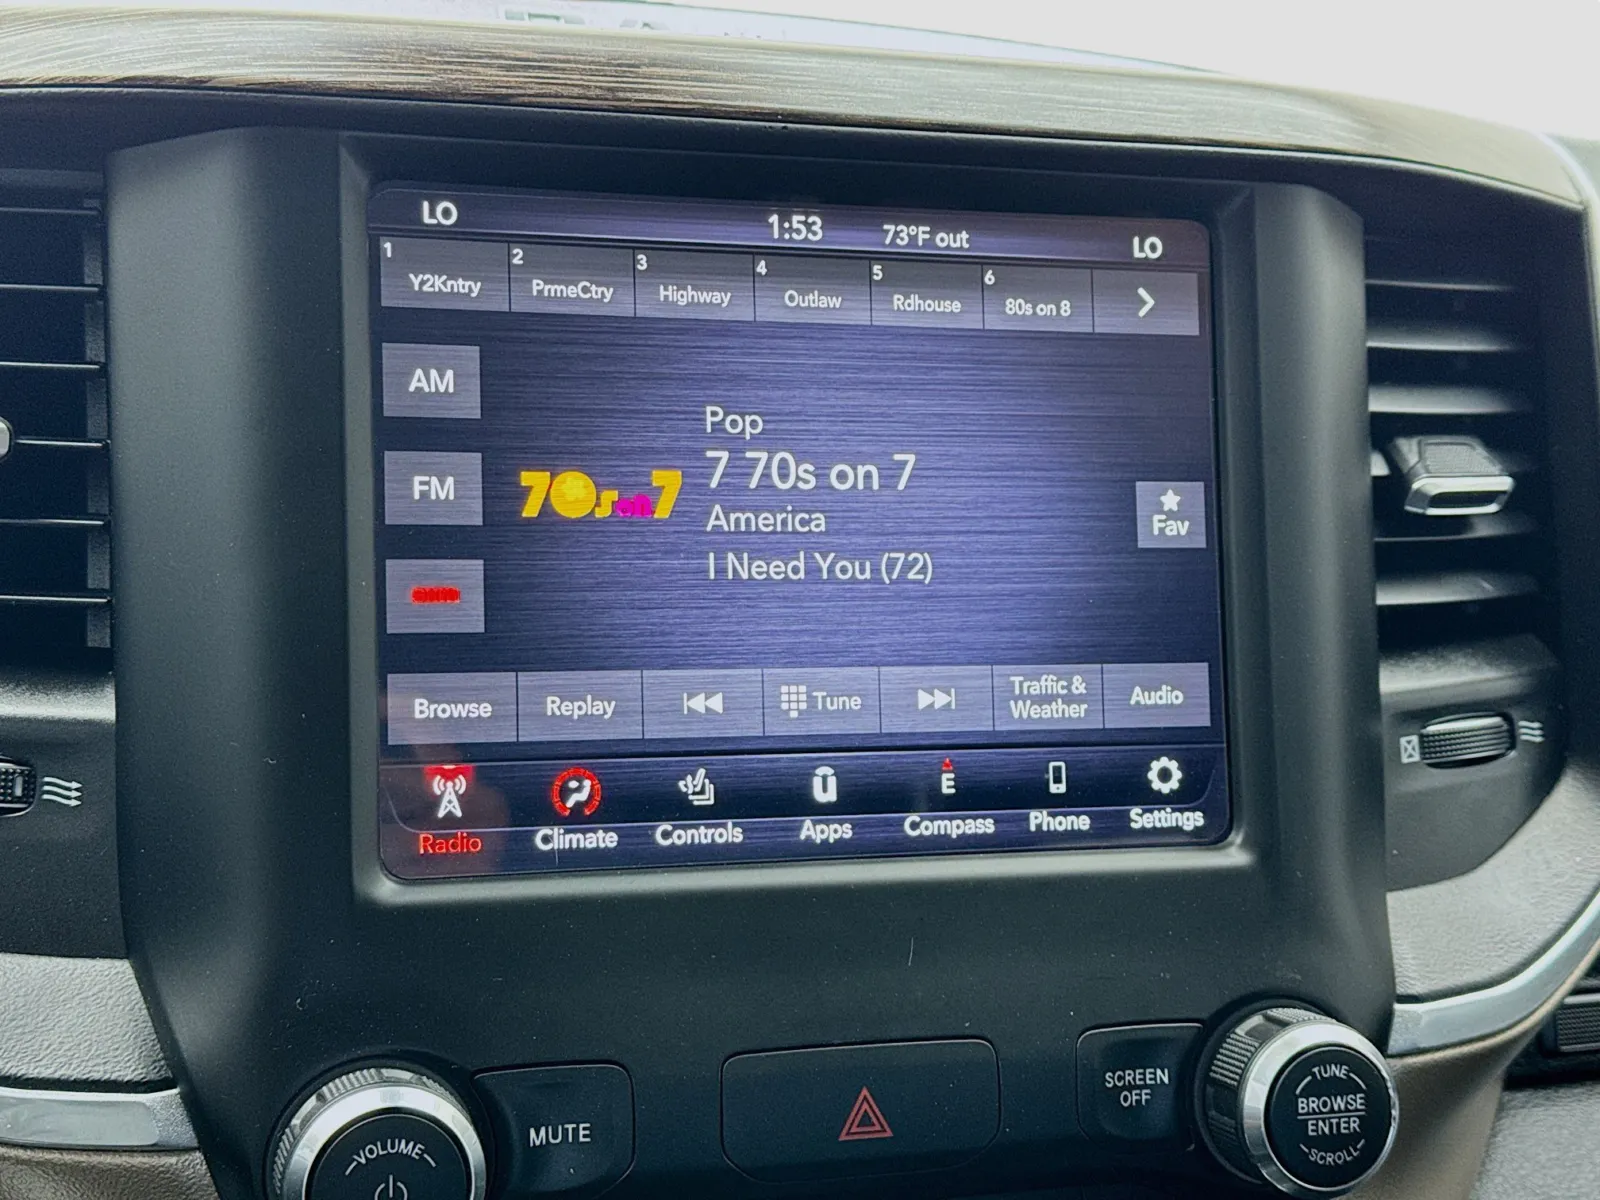 LO 1:53 73°F out LO
1 Y2Kntry 2 PrmeCtry 3 Highway 4 Outlaw 5 Rdhouse 6 80s on 8
AM
FM
70s on 7
Pop
7 70s on 7
America
I Need You (72)
Fav
Browse Replay Tune Traffic & Weather Audio
E
Radio Climate Controls Apps Compass Phone Settings
VOLUME
MUTE
SCREEN
OFF
TUNE
BROWSE
ENTER
SCROLL